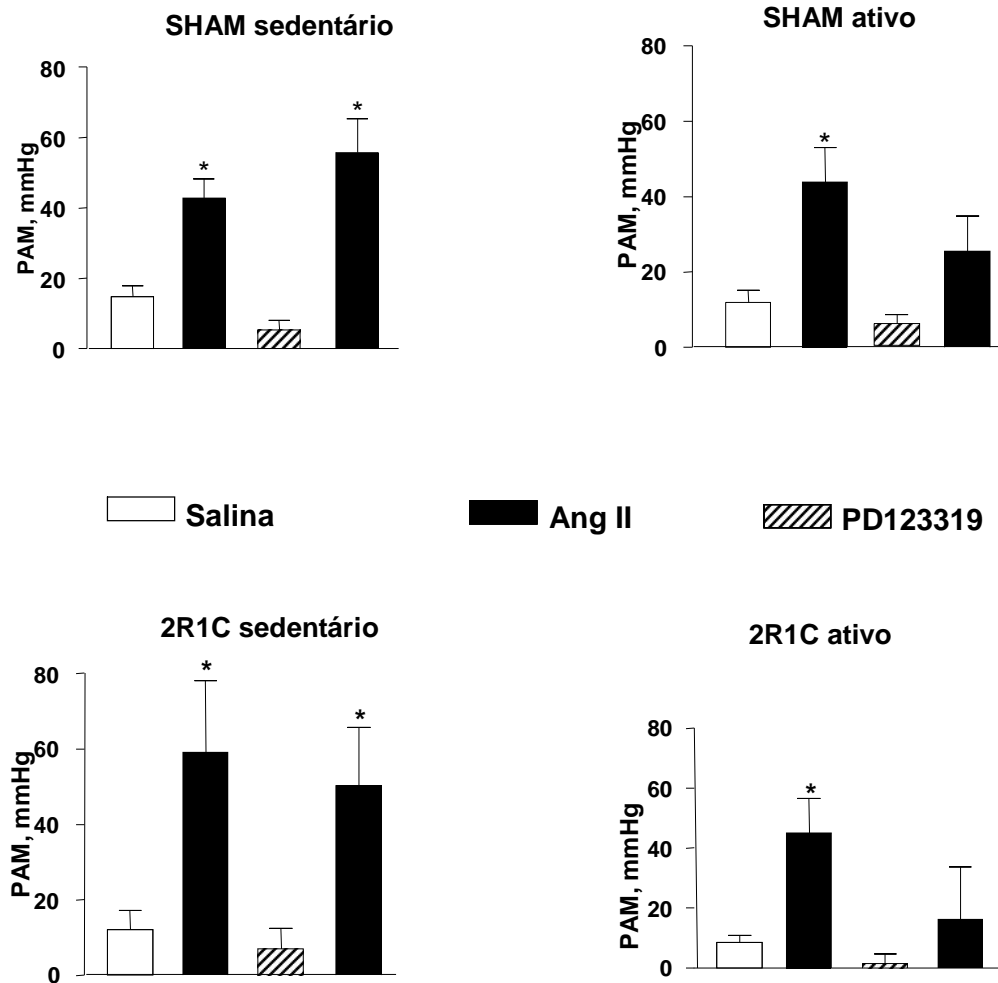 SHAM sedentário
SHAM ativo
80
60
40
20
0
PAM, mmHg
*
*
80
60
40
20
0
PAM, mmHg
*
Salina
Ang II
PD123319
2R1C sedentário
2R1C ativo
80
60
40
20
0
PAM, mmHg
*
*
80
60
40
20
0
PAM, mmHg
*